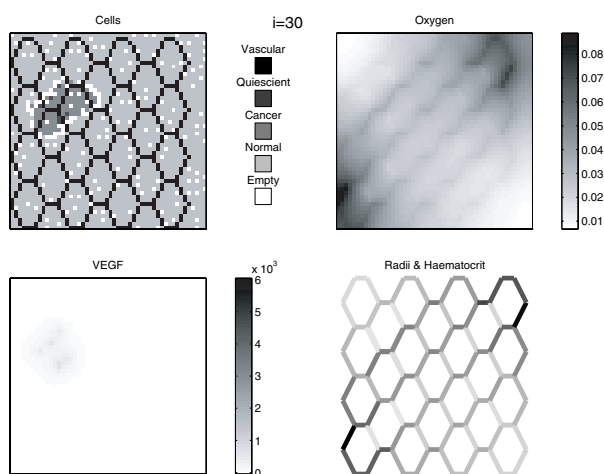 Cells
i=30
Oxygen
Vascular
Quiescent
Cancer
Normal
Empty
0.08
0.07
0.06
0.05
0.04
0.03
0.02
0.01
VEGF
x 10³
6
5
4
3
2
1
0
Radii & Haematocrit